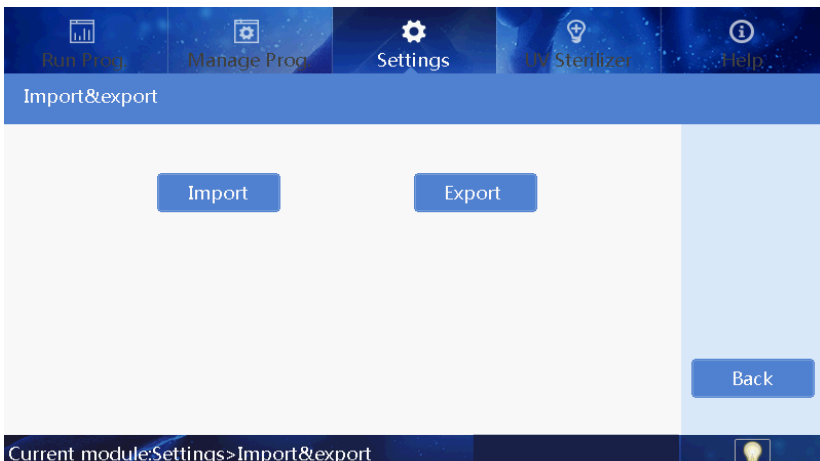 Run Prog.
Manage Prog.
Settings
UV Sterilizer
Help
Import&export
Import
Export
Back
Current module:Settings>Import&export